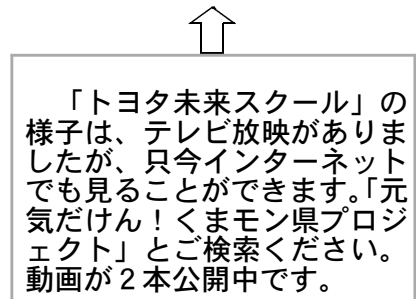 「トヨタ未来スクール」の
様子は、テレビ放映がありま
したが、只今インターネット
でも見ることができます。「元
気だけん！くまモン県プロジ
ェクト」とご検索ください。
動画が２本公開中です。